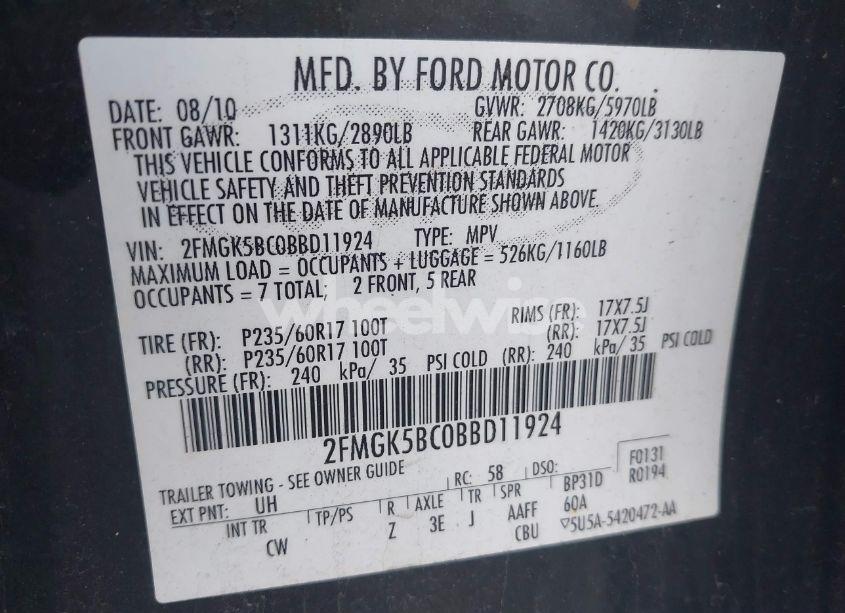 MFD. BY FORD MOTOR CO.
DATE: 08/10 GVWR: 2708KG/5970LB
FRONT GAWR: 1311KG/2890LB REAR GAWR: 1420KG/3130LB
THIS VEHICLE CONFORMS TO ALL APPLICABLE FEDERAL MOTOR
VEHICLE SAFETY AND THEFT PREVENTION STANDARDS
IN EFFECT ON THE DATE OF MANUFACTURE SHOWN ABOVE.
VIN: 2FMGK5BC0BBD11924 TYPE: MPV
MAXIMUM LOAD = OCCUPANTS + LUGGAGE = 526KG/1160LB
OCCUPANTS = 7 TOTAL; 2 FRONT, 5 REAR
wheelwise
TIRE (FR): P235/60R17 100T RIMS (FR): 17X7.5J
(RR): P235/60R17 100T (RR): 17X7.5J
PRESSURE (FR): 240 kPa/ 35 PSI COLD (RR): 240 kPa/ 35 PSI COLD
2FMGK5BC0BBD11924
TRAILER TOWING - SEE OWNER GUIDE
EXT PNT: UH RC: 58 DSO: F0131
INT TR TP/PS R AXLE TR SPR BP31D R0194
CW Z 3E J AAFF 60A
CBU 5U5A-5420472-AA